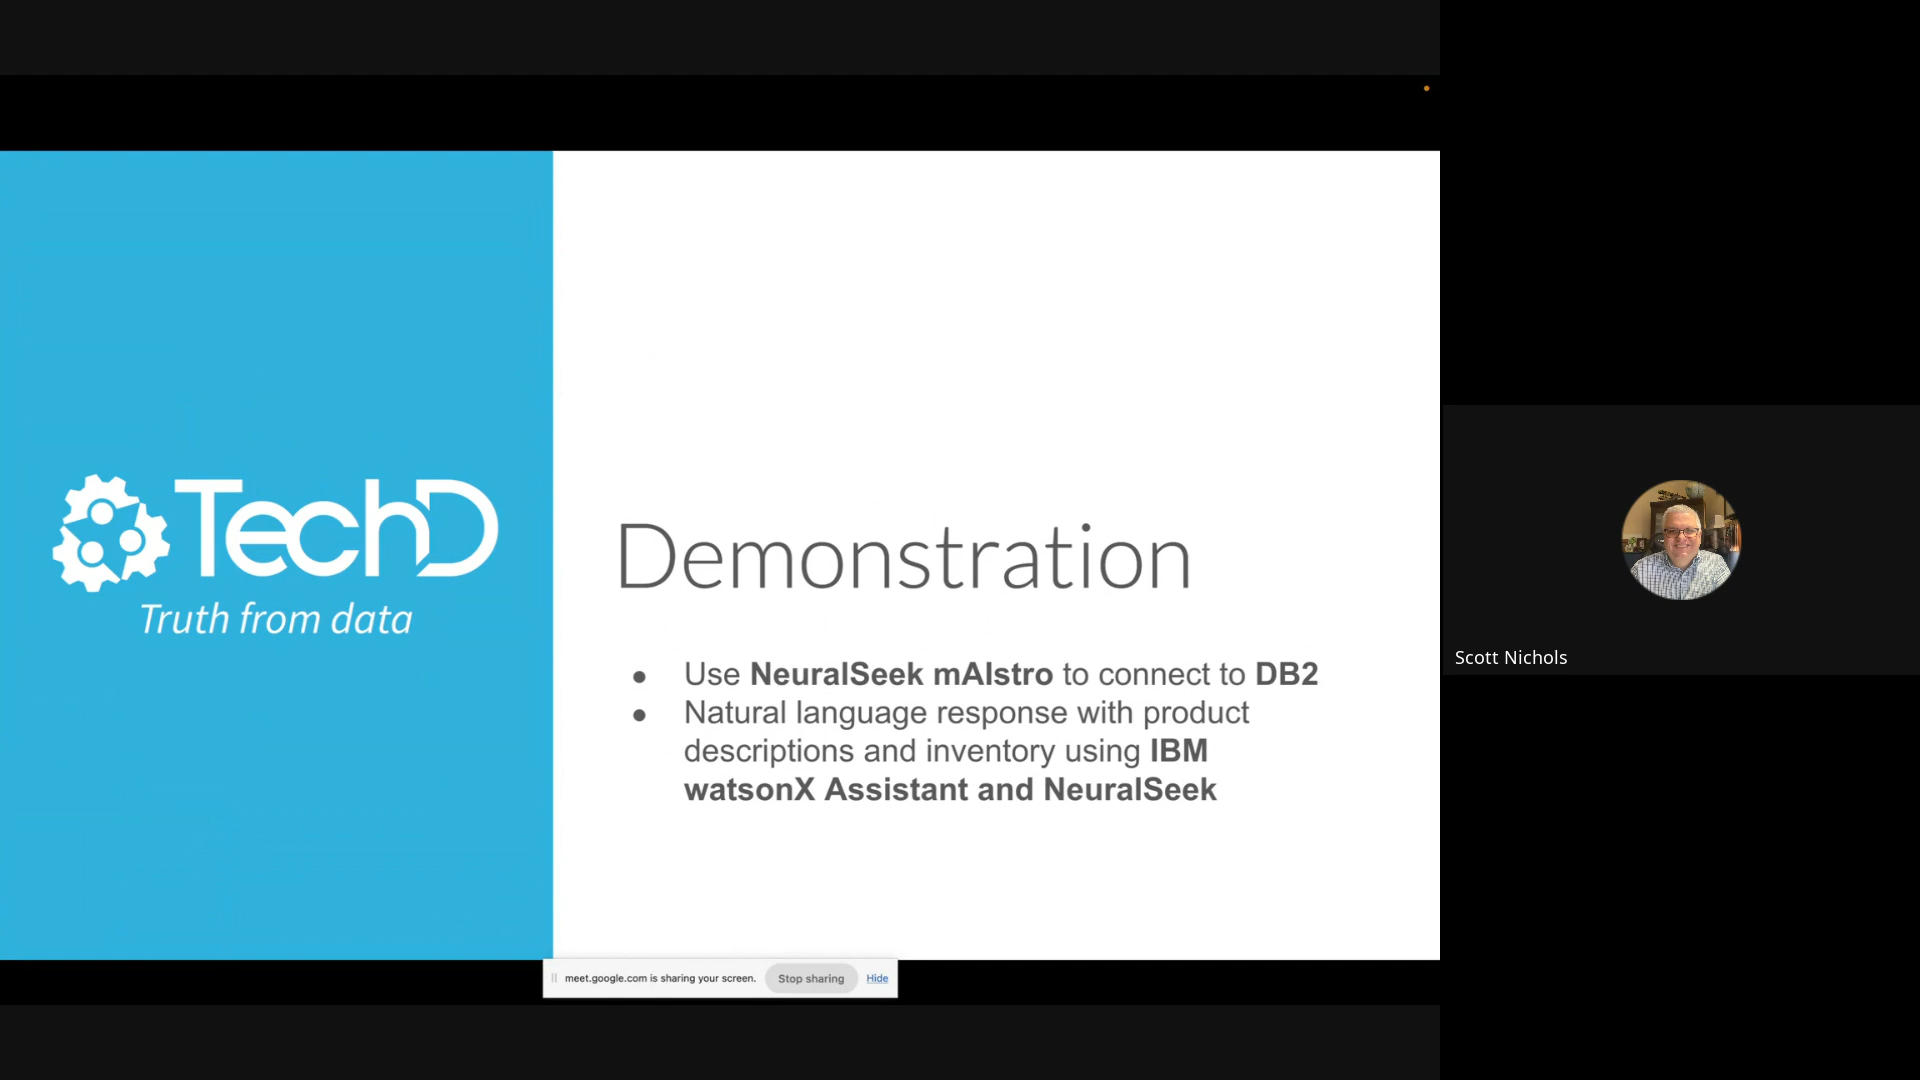 TechD
Truth from data
Demonstration
● Use NeuralSeek mAIstro to connect to DB2
● Natural language response with product
descriptions and inventory using IBM
watsonX Assistant and NeuralSeek
Scott Nichols
meet.google.com is sharing your screen. Stop sharing Hide